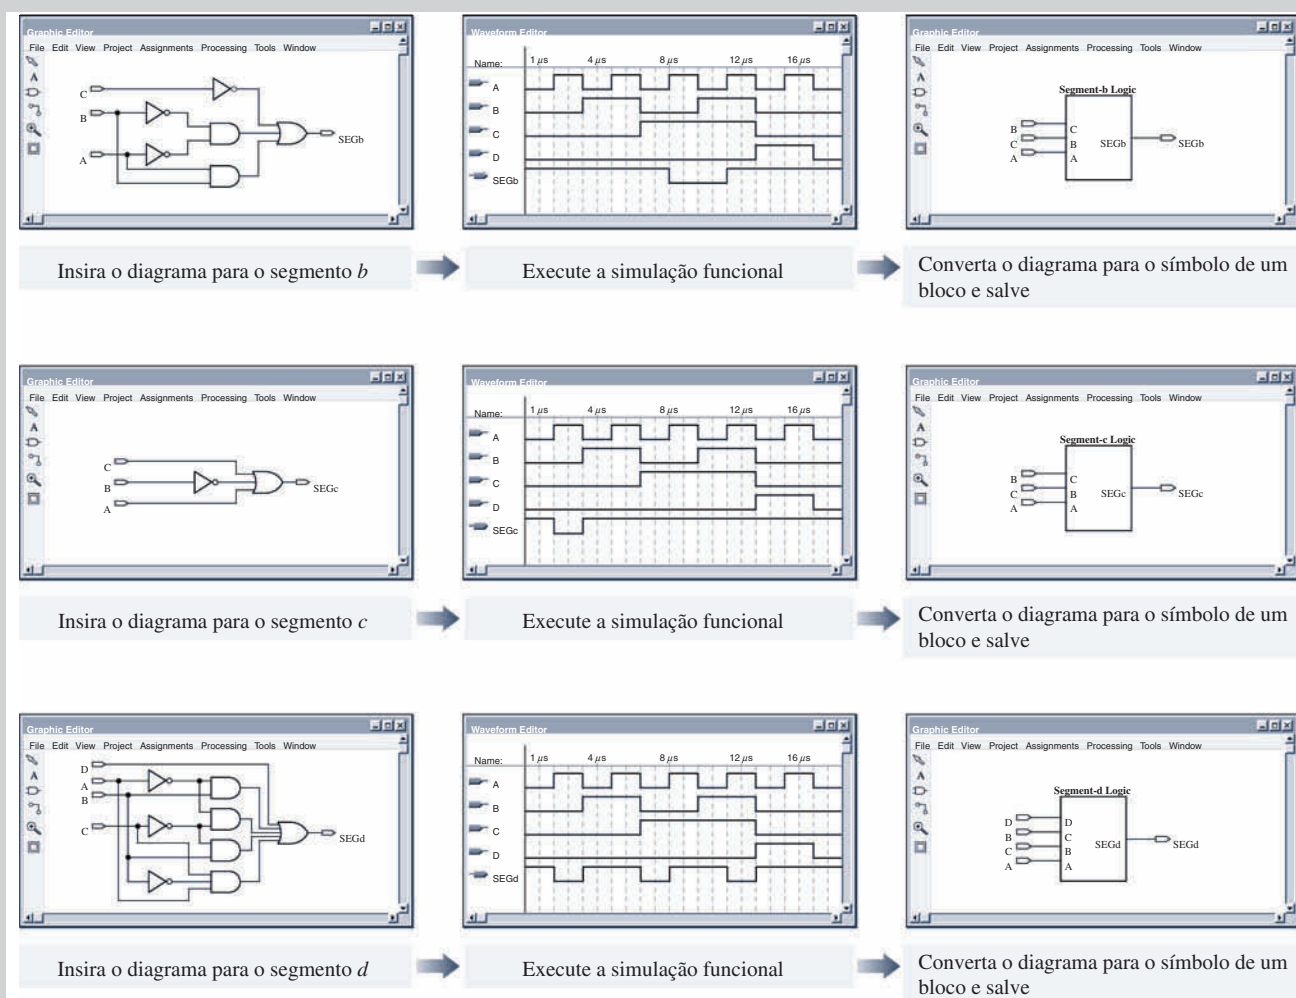 Graphic Editor
File Edit View Project Assignments Processing Tools Window
A
C
B
A
SEGb
Waveform Editor
Name: 1 μs 4 μs 8 μs 12 μs 16 μs
A
B
C
D
SEGb
Graphic Editor
File Edit View Project Assignments Processing Tools Window
A
Segment-b Logic
B C
C B SEGb SEGb
A A
Insira o diagrama para o segmento b
Execute a simulação funcional
Converta o diagrama para o símbolo de um
bloco e salve
Graphic Editor
File Edit View Project Assignments Processing Tools Window
A
C
B
A
SEGc
Waveform Editor
Name: 1 μs 4 μs 8 μs 12 μs 16 μs
A
B
C
D
SEGc
Graphic Editor
File Edit View Project Assignments Processing Tools Window
A
Segment-c Logic
B C
C B SEGc SEGc
A A
Insira o diagrama para o segmento c
Execute a simulação funcional
Converta o diagrama para o símbolo de um
bloco e salve
Graphic Editor
File Edit View Project Assignments Processing Tools Window
A
D
A
B
C
SEGd
Waveform Editor
Name: 1 μs 4 μs 8 μs 12 μs 16 μs
A
B
C
D
SEGd
Graphic Editor
File Edit View Project Assignments Processing Tools Window
A
Segment-d Logic
D D
B C
C B SEGd SEGd
A A
Insira o diagrama para o segmento d
Execute a simulação funcional
Converta o diagrama para o símbolo de um
bloco e salve